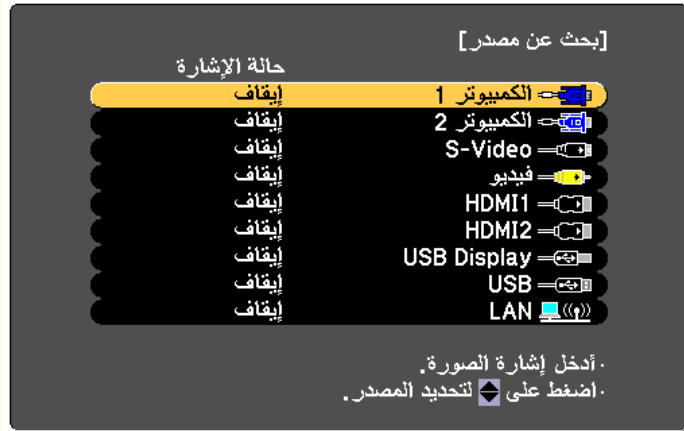 [بحث عن مصدر]
حالة الإشارة
الكمبيوتر 1 إيقاف
الكمبيوتر 2 إيقاف
S-Video إيقاف
فيديو إيقاف
HDMI1 إيقاف
HDMI2 إيقاف
USB Display إيقاف
USB إيقاف
LAN إيقاف
·أدخل إشارة الصورة.
·اضغط على لتحديد المصدر.